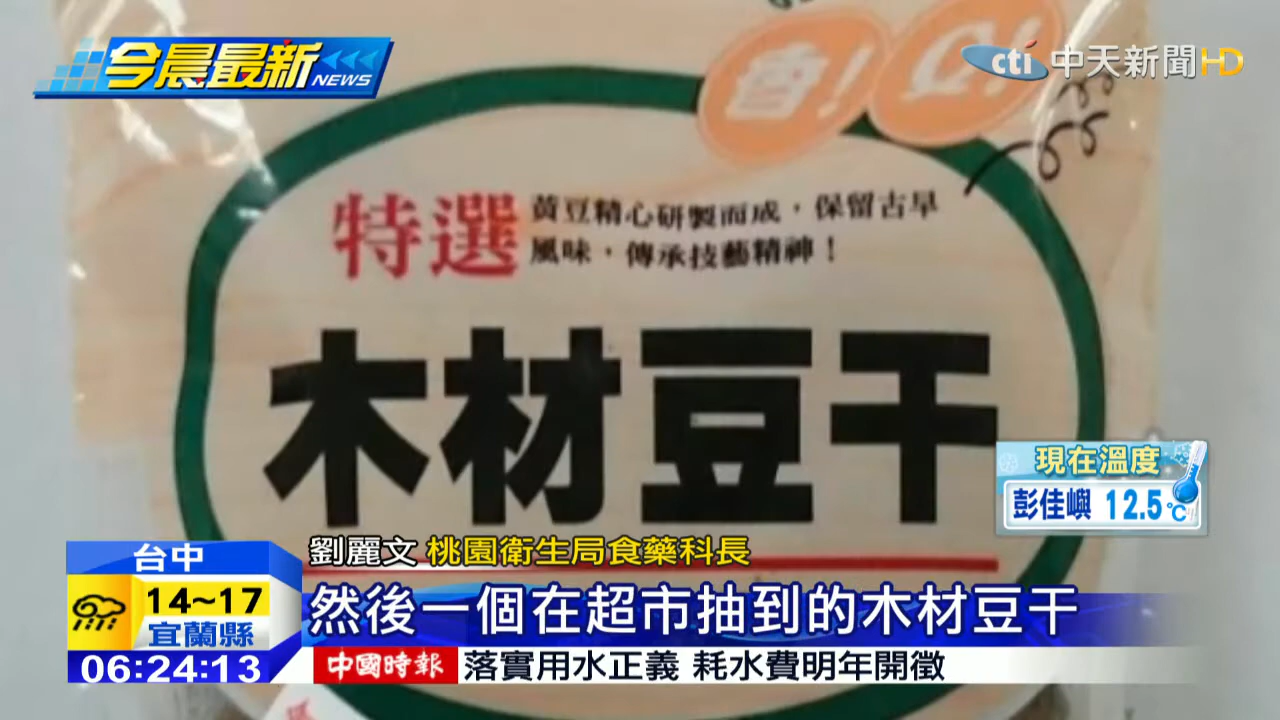 今晨最新 NEWS
cti 中天新聞HD
香! Q!
特選 黃豆精心研製而成，保留古早
風味，傳承技藝精神！
木材豆干
現在溫度
彭佳嶼 12.5℃
台中
14~17
宜蘭縣
06:24:13
劉麗文 桃園衛生局食藥科長
然後一個在超市抽到的木材豆干
中國時報 落實用水正義 耗水費明年開徵